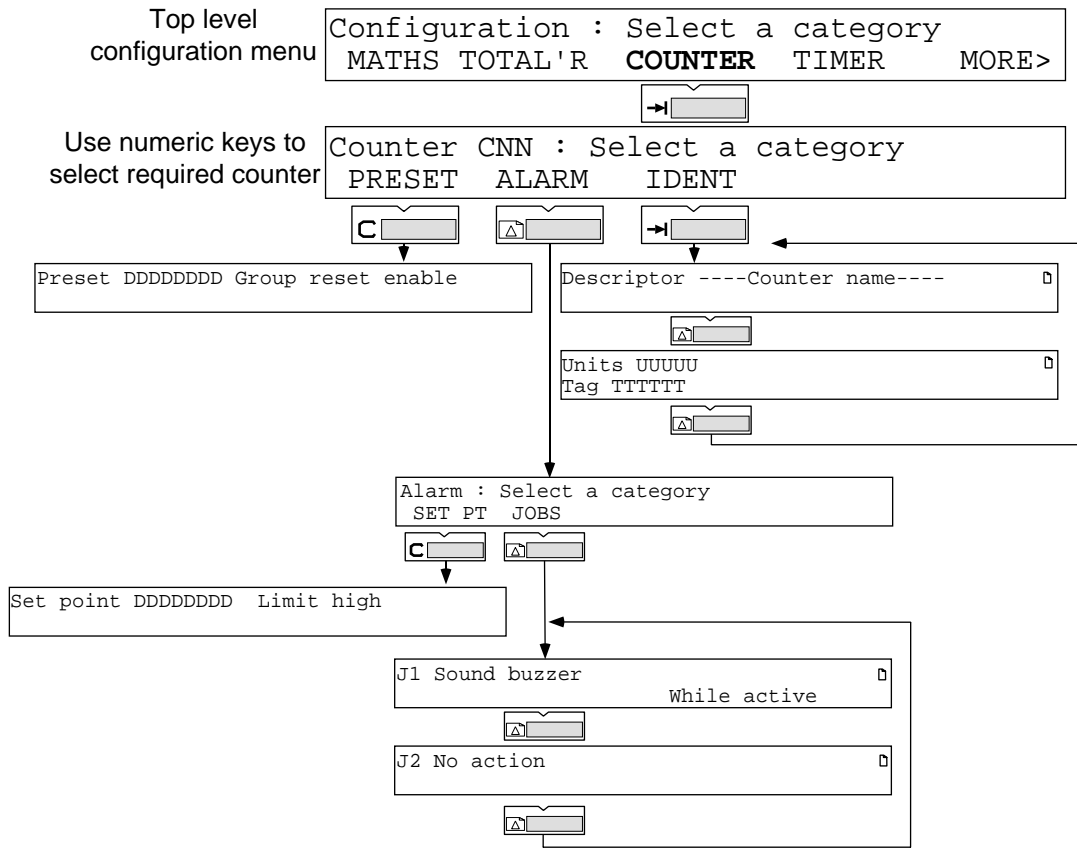 Top level
configuration menu
Configuration : Select a category
MATHS TOTAL'R COUNTER TIMER MORE>
Use numeric keys to
select required counter
Counter CNN : Select a category
PRESET ALARM IDENT
C
Preset DDDDDDDD Group reset enable
Descriptor ----Counter name----
Units UUUUU
Tag TTTTTT
Alarm : Select a category
SET PT JOBS
C
Set point DDDDDDDD Limit high
J1 Sound buzzer
While active
J2 No action